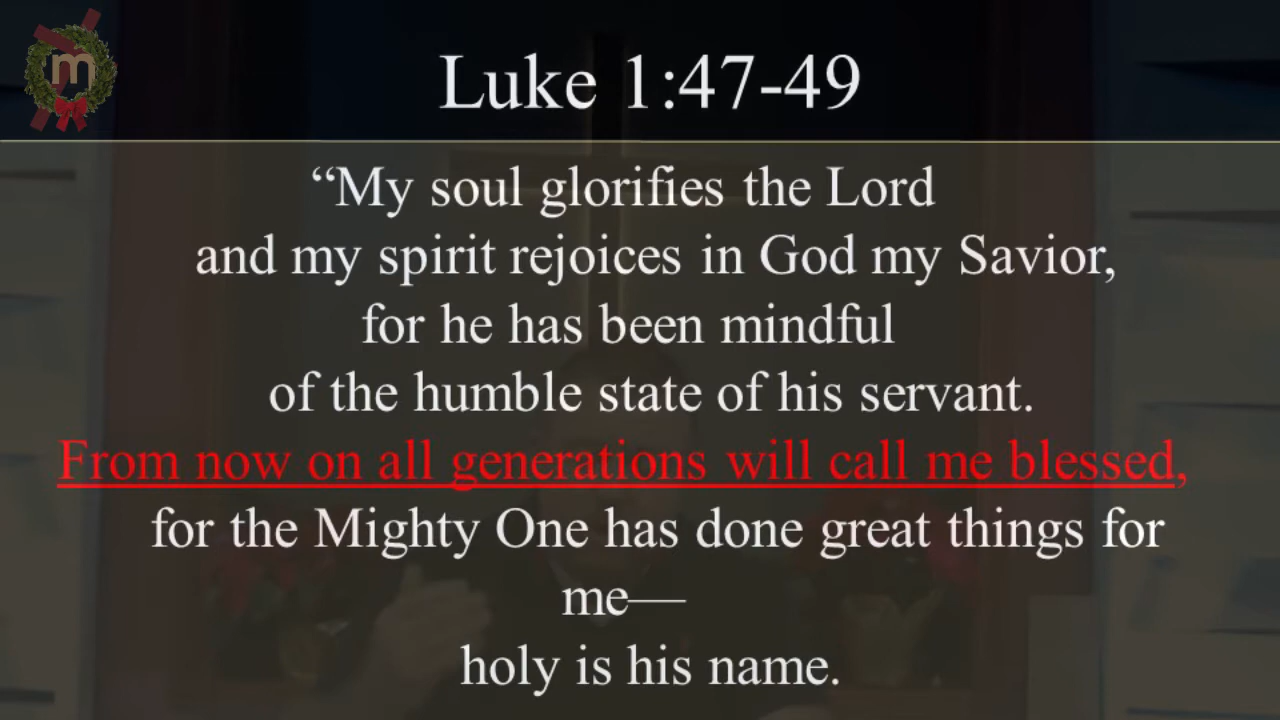 m
Luke 1:47-49
“My soul glorifies the Lord
and my spirit rejoices in God my Savior,
for he has been mindful
of the humble state of his servant.
From now on all generations will call me blessed,
for the Mighty One has done great things for
me—
holy is his name.